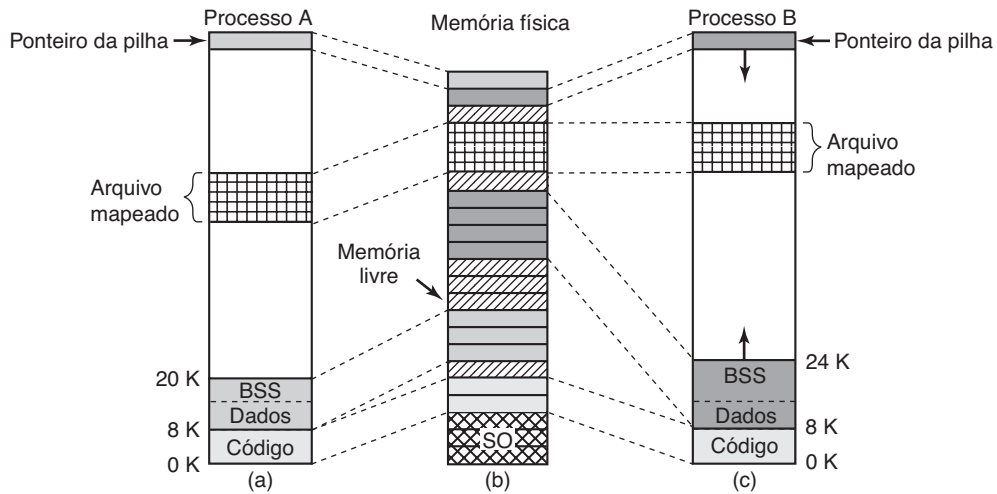 Processo A
Memória física
Processo B
Ponteiro da pilha
Ponteiro da pilha
Arquivo
mapeado
Arquivo
mapeado
Memória
livre
20 K
BSS
Dados
8 K
Código
0 K
SO
24 K
BSS
Dados
8 K
Código
0 K
(a)
(b)
(c)